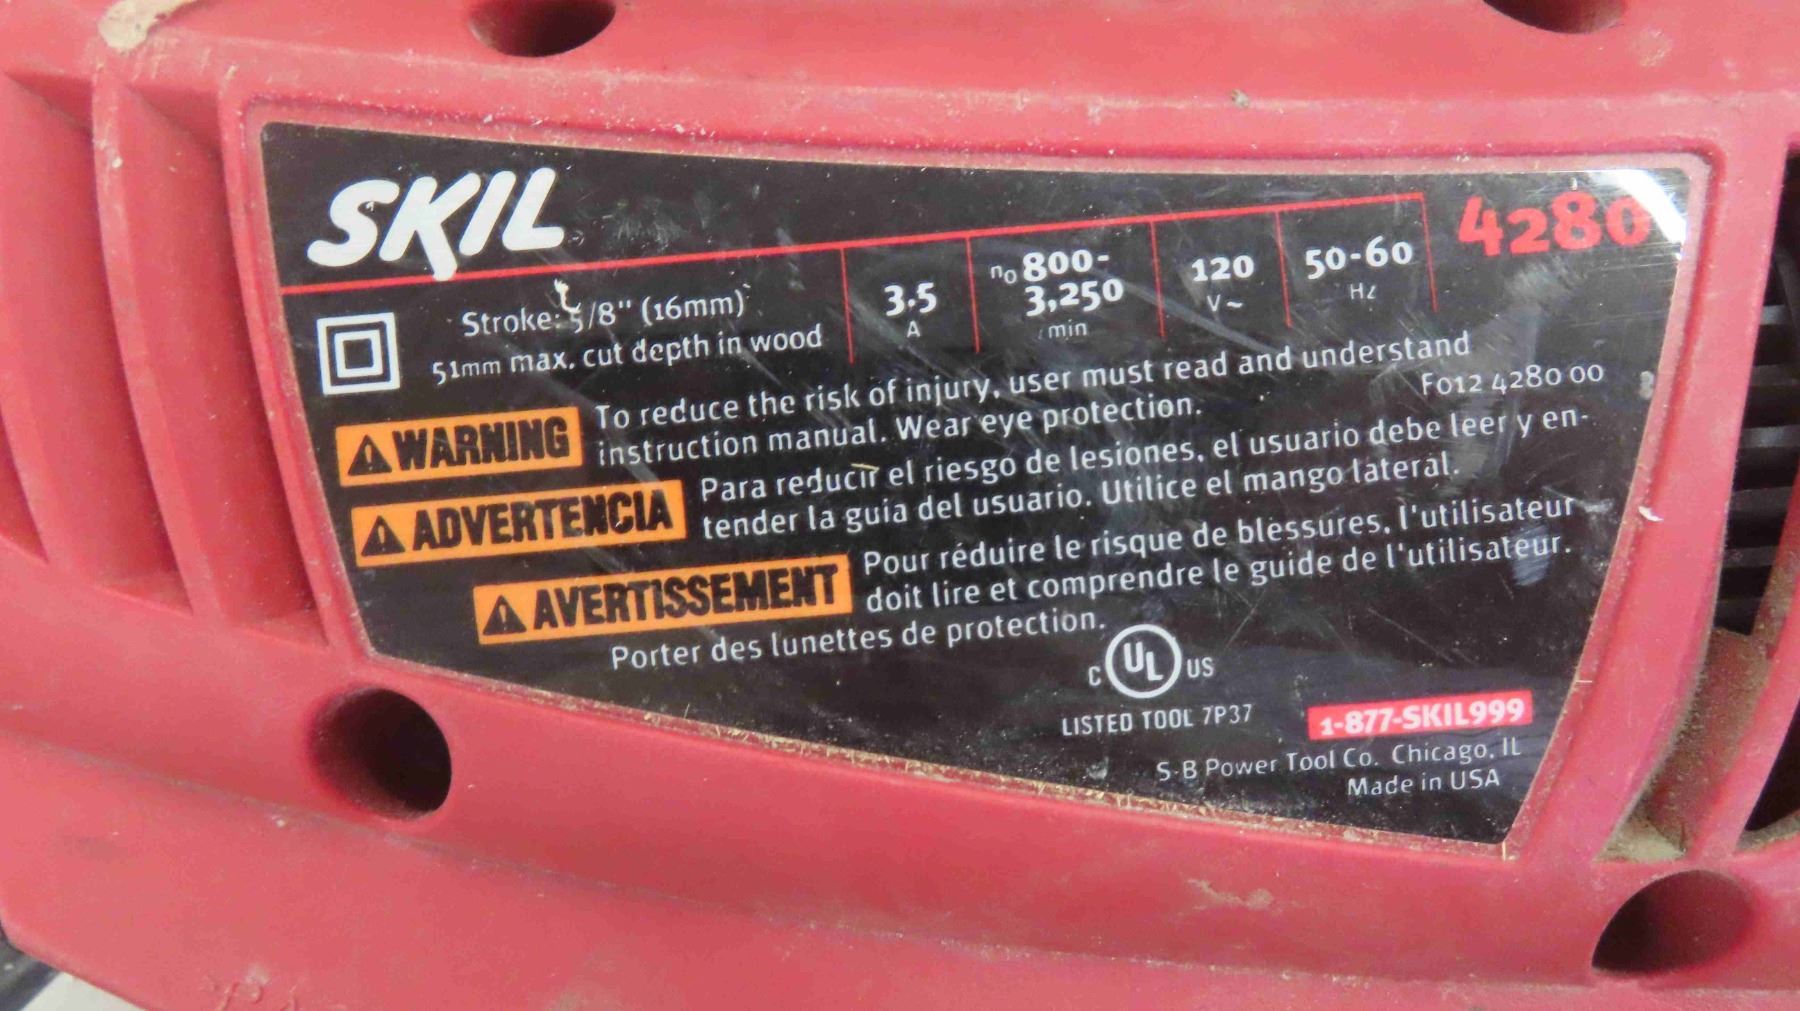 SKIL
4280
Stroke: 5/8" (16mm)
51mm max. cut depth in wood
3.5
A
no 800-
3,250
/min
120
V~
50-60
Hz
F012 4280 00
WARNING
To reduce the risk of injury, user must read and understand
instruction manual. Wear eye protection.
ADVERTENCIA
Para reducir el riesgo de lesiones, el usuario debe leer y en-
tender la guia del usuario. Utilice el mango lateral.
AVERTISSEMENT
Pour réduire le risque de blessures, l'utilisateur
doit lire et comprendre le guide de l'utilisateur.
Porter des lunettes de protection.
C UL US
LISTED TOOL 7P37
1-877-SKIL999
S-B Power Tool Co. Chicago, IL
Made in USA